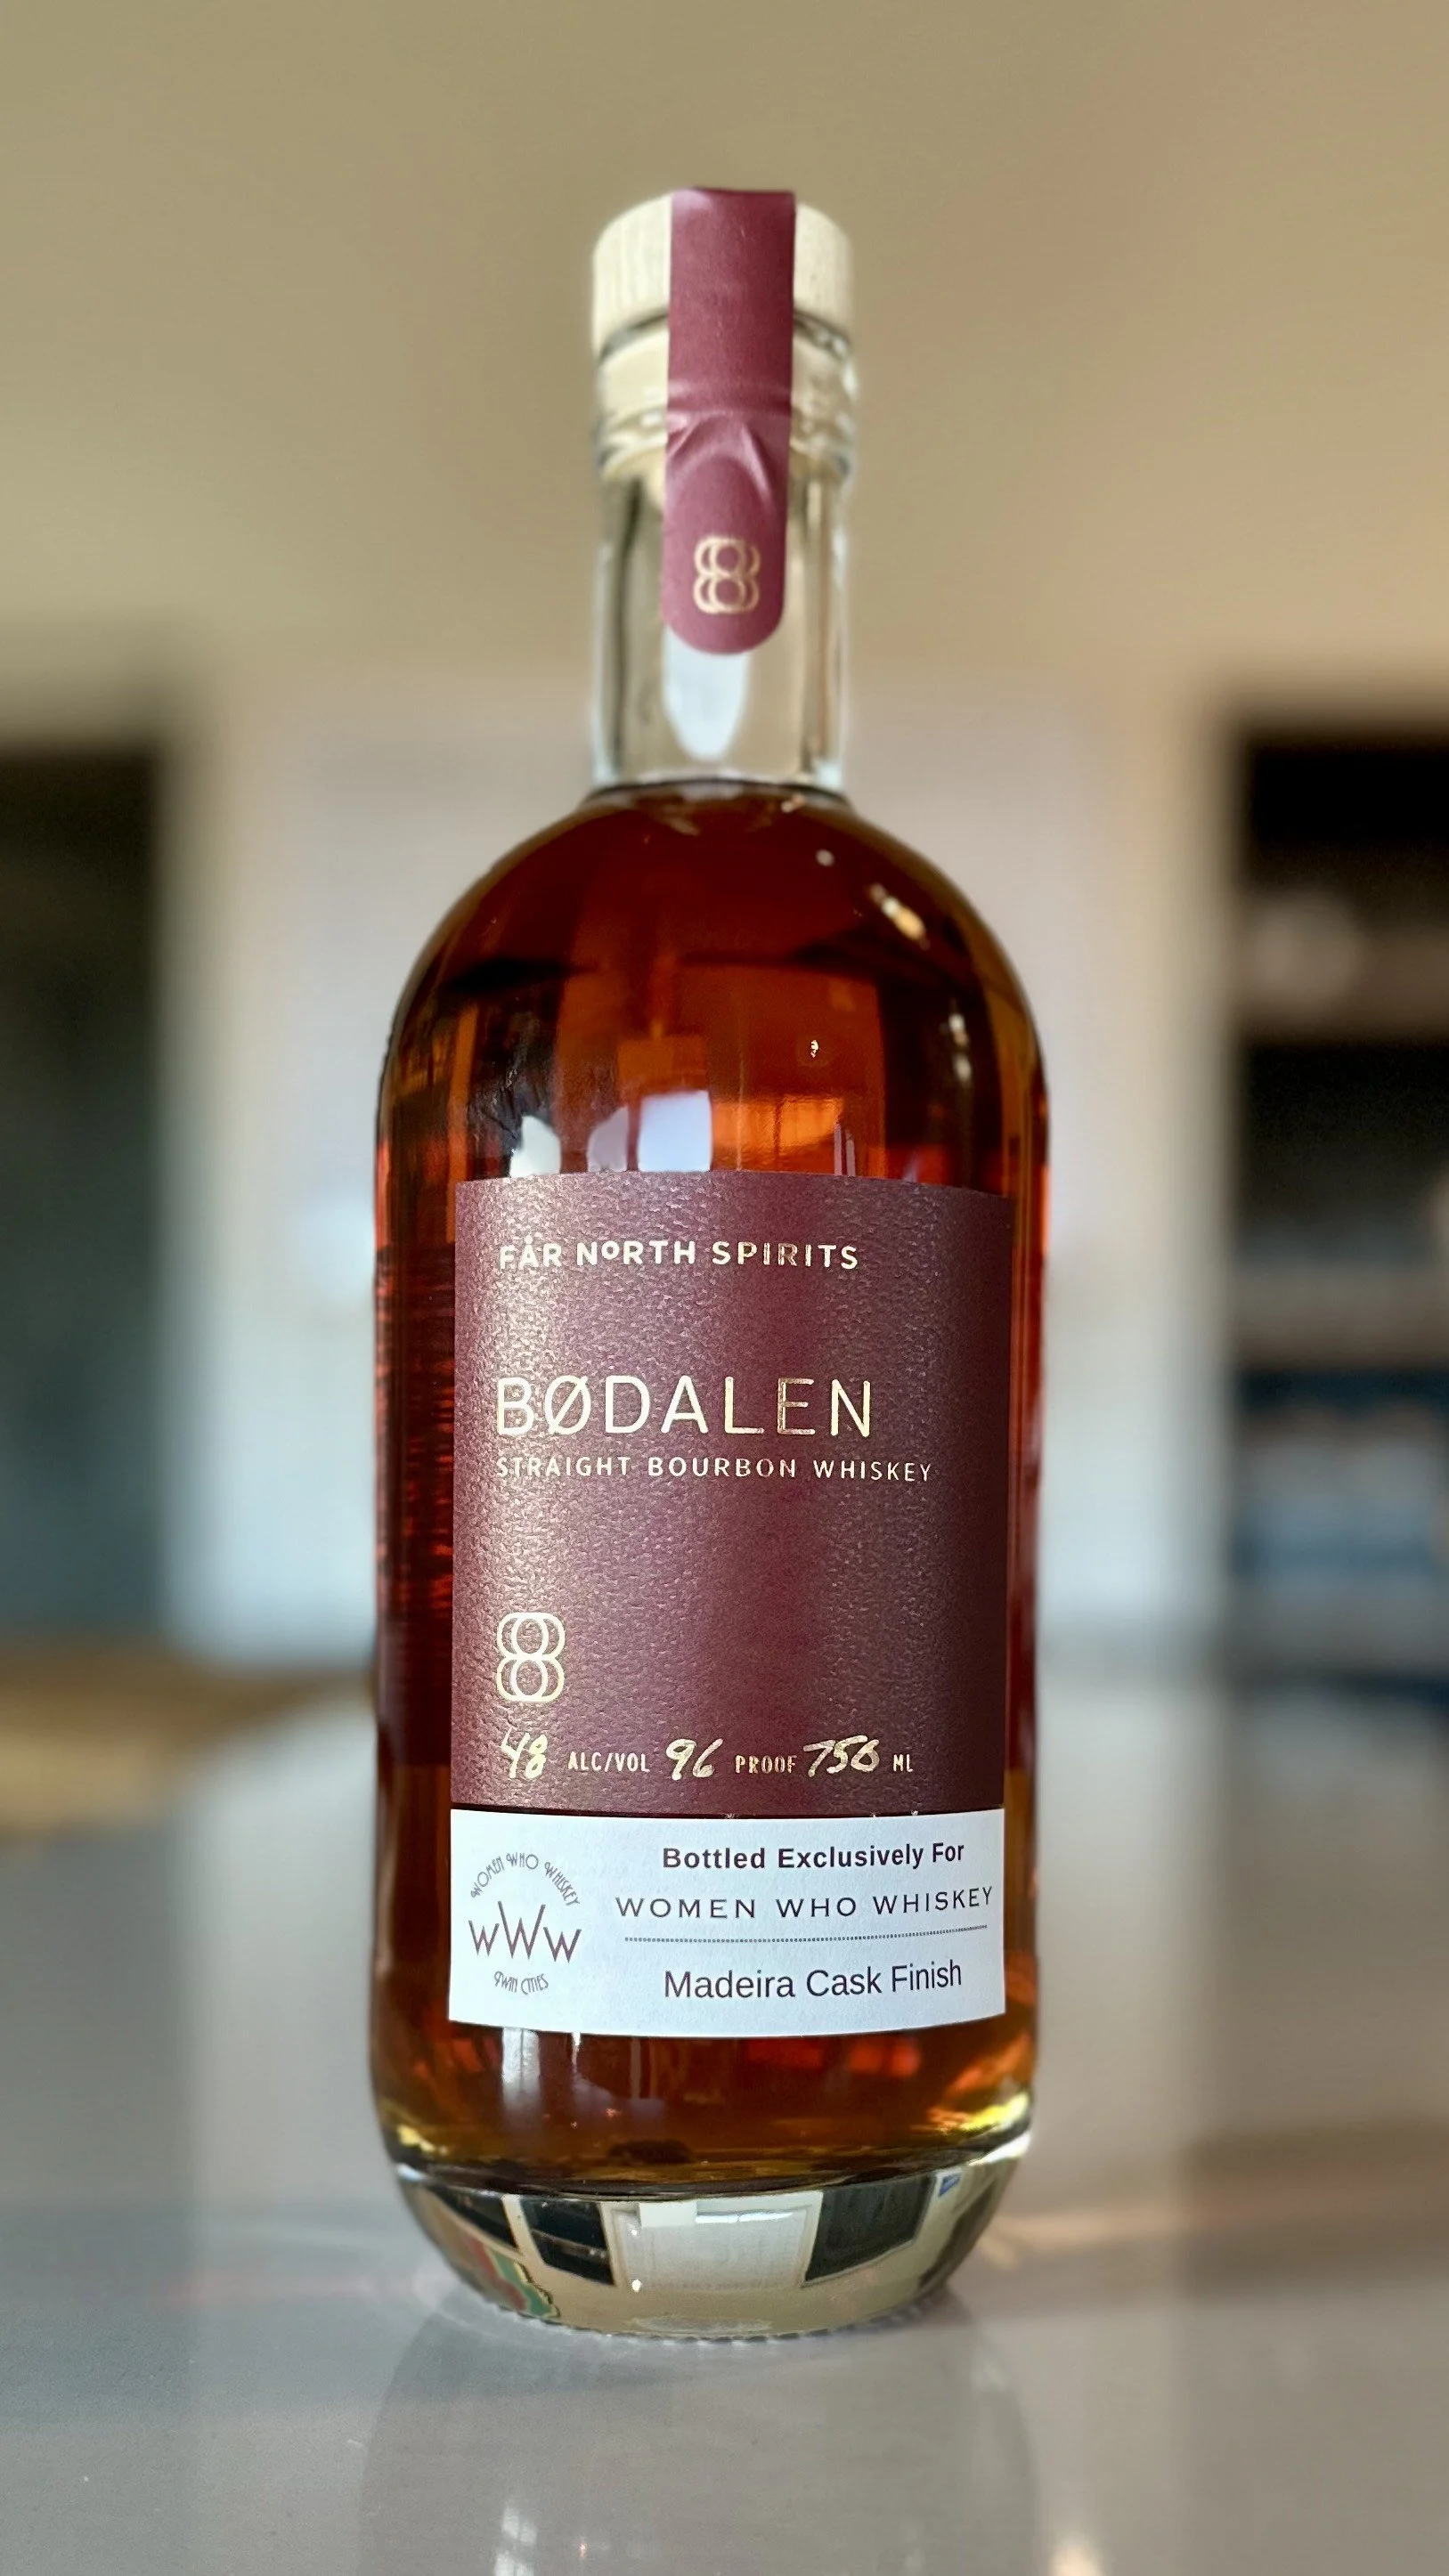 8
FÅR NORTH SPIRITS
BØDALEN
STRAIGHT BOURBON WHISKEY
8
48 ALC/VOL 96 PROOF 750 ML
WOMEN WHO WHISKEY
wWw
TWIN CITIES
Bottled Exclusively For
WOMEN WHO WHISKEY
Madeira Cask Finish